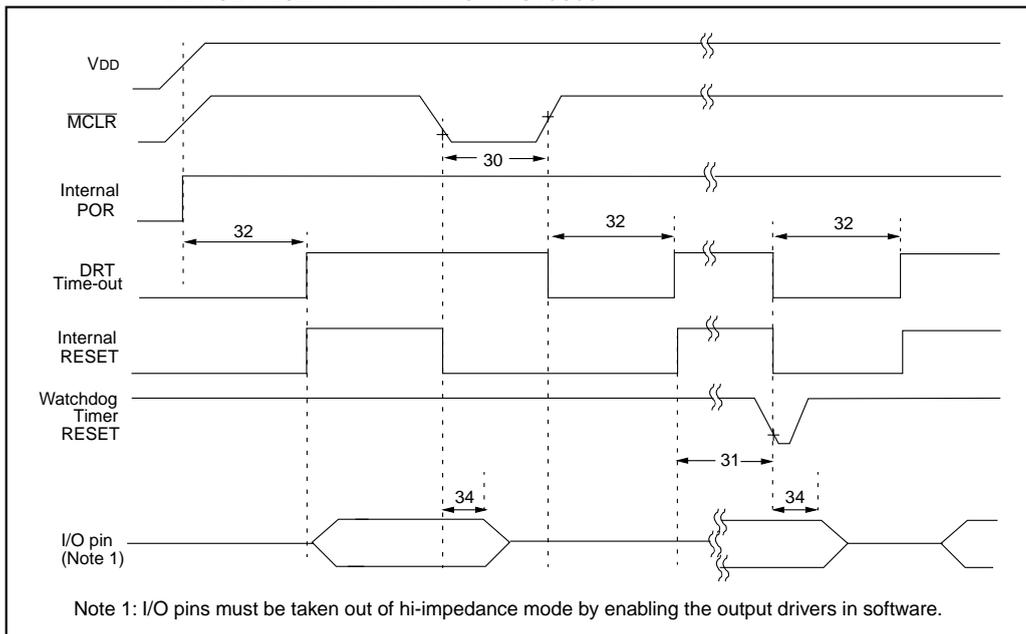 VDD
MCLR
30
Internal
POR
32
32
32
DRT
Time-out
Internal
RESET
Watchdog
Timer
RESET
31
34
34
I/O pin
(Note 1)
Note 1: I/O pins must be taken out of hi-impedance mode by enabling the output drivers in software.